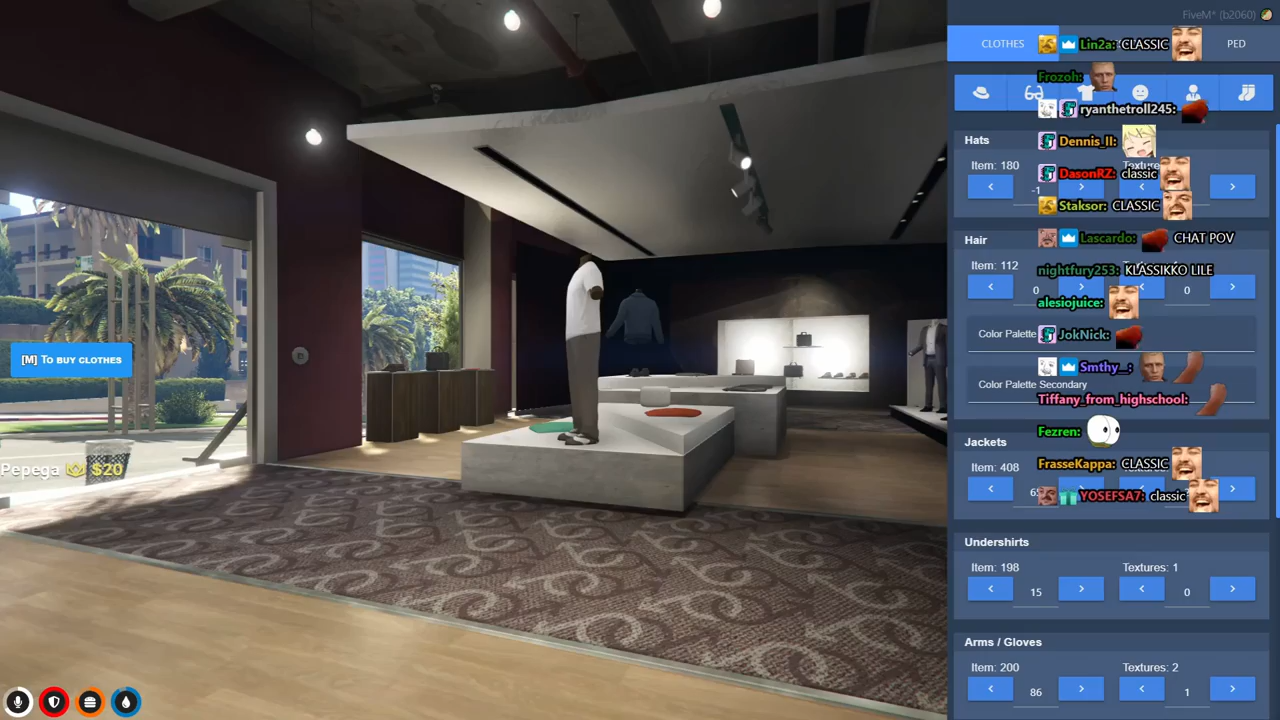 FiveM* (b2060)
CLOTHES
PED
Lin2a: CLASSIC
Frozoh:
ryanthetroll245:
Hats
Dennis_ll:
Item: 180
Texture
DasonRZ: classic
-1
Staksor: CLASSIC
Hair
Lascardo: CHAT POV
Item: 112
nightfury253: KLASSIKKO LILE
0
0
alesiojuice:
Color Palette
JokNick:
Smthy_:
Color Palette Secondary
Tiffany_from_highschool:
[M] TO BUY CLOTHES
Fezren:
Jackets
FrasseKappa: CLASSIC
Item: 408
YOSEFSA7: classic
Pepega $20
Undershirts
Item: 198
Textures: 1
15
0
Arms / Gloves
Item: 200
Textures: 2
86
1